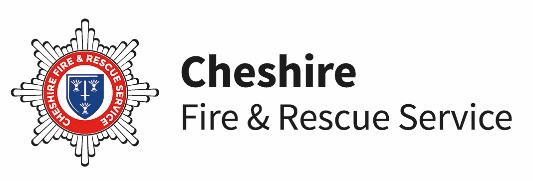 CHESHIRE FIRE & RESCUE SERVICE
Cheshire
Fire & Rescue Service